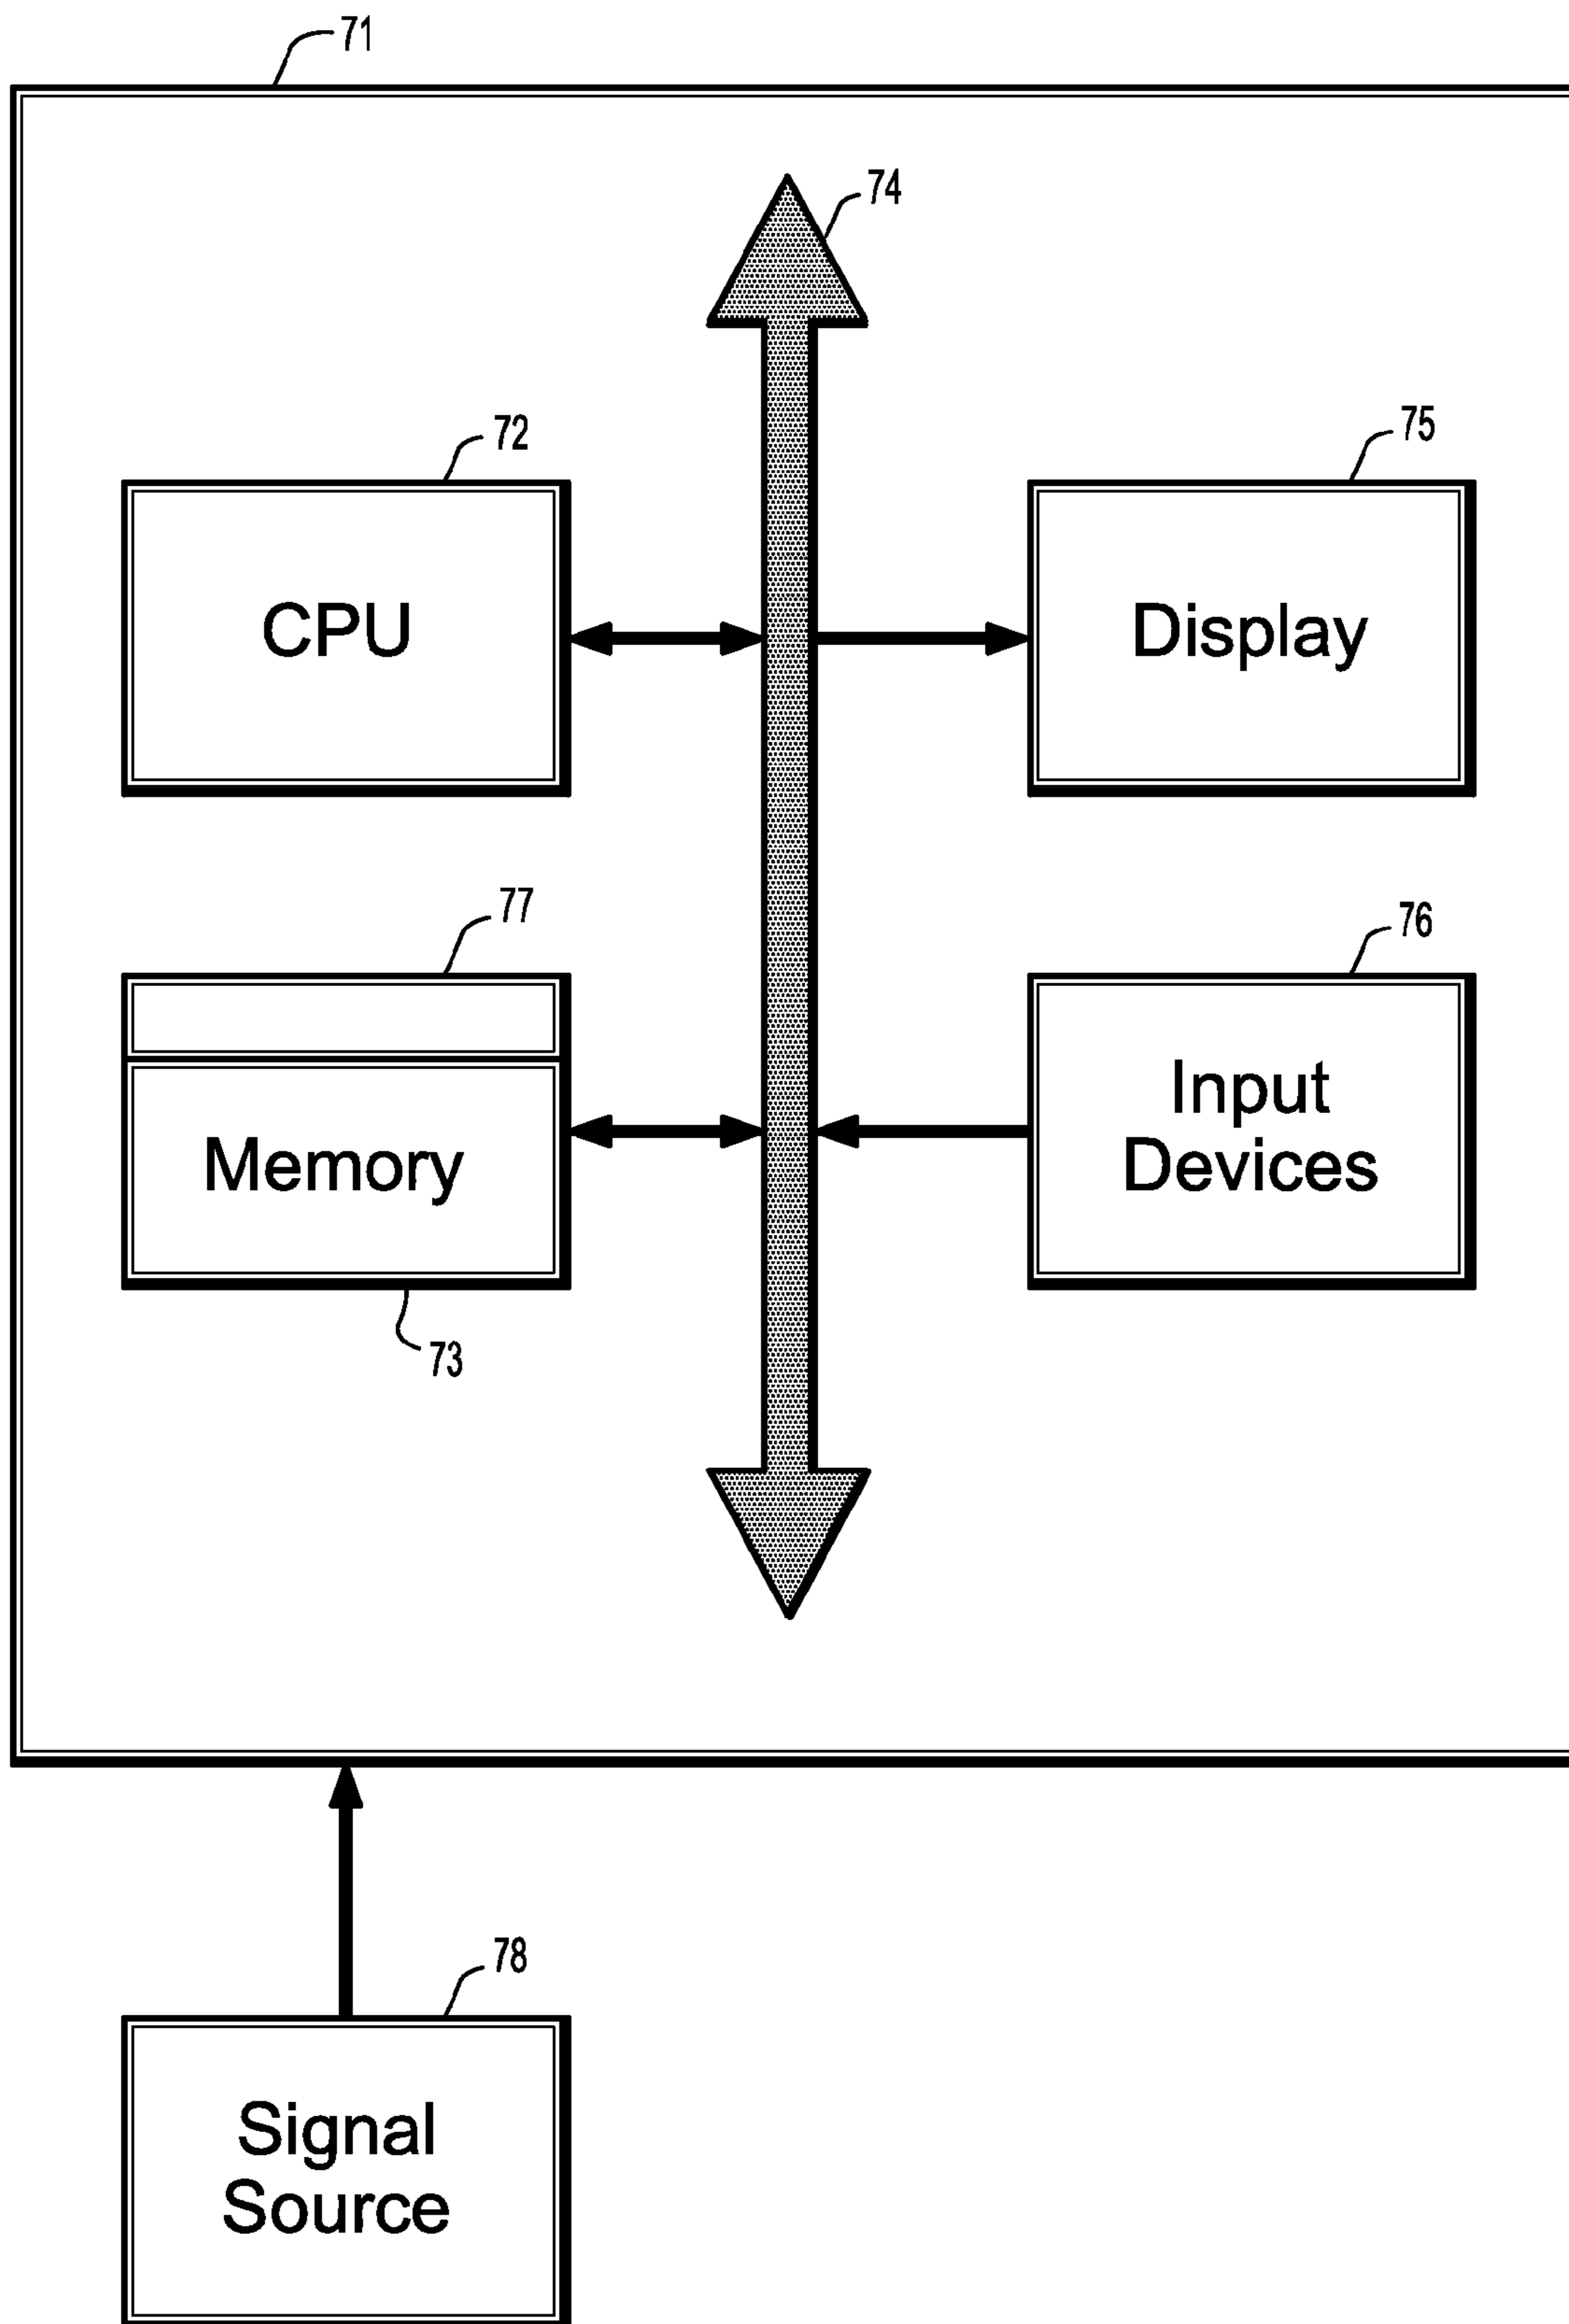 71
74
72
75
CPU
Display
77
76
Input
Devices
Memory
73
78
Signal
Source